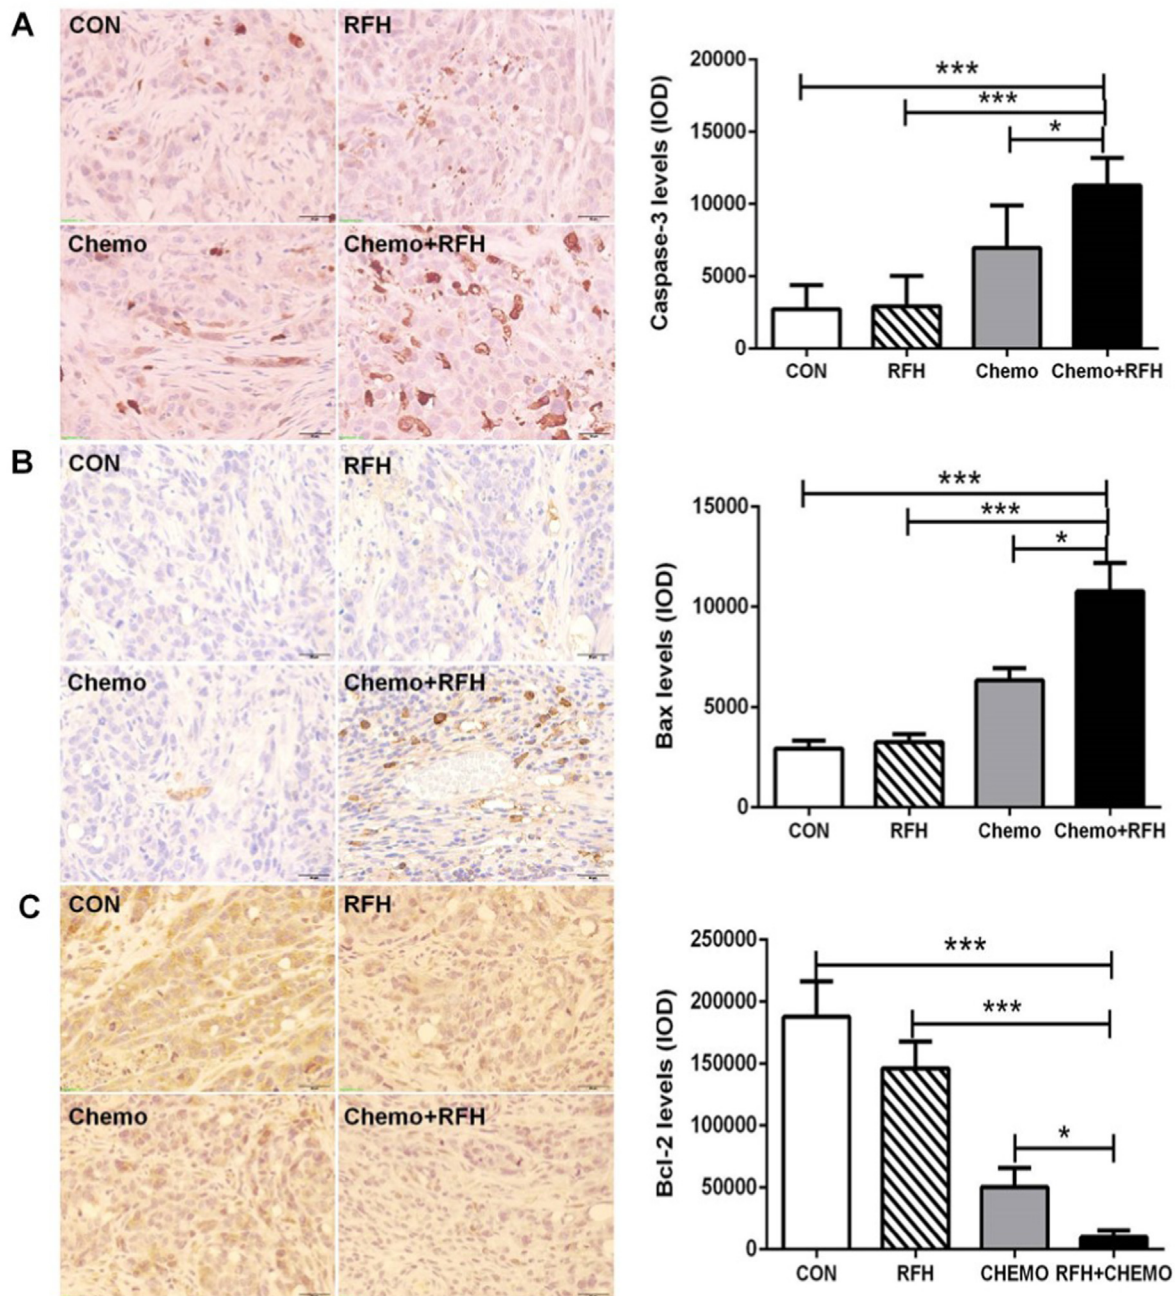 A
CON
RFH
Chemo
Chemo+RFH
Caspase-3 levels (IOD)
20000
15000
10000
5000
0
***
***
*
CON
RFH
Chemo
Chemo+RFH
B
CON
RFH
Chemo
Chemo+RFH
Bax levels (IOD)
15000
10000
5000
0
***
***
*
CON
RFH
Chemo
Chemo+RFH
C
CON
RFH
Chemo
Chemo+RFH
Bcl-2 levels (IOD)
250000
200000
150000
100000
50000
0
***
***
*
CON
RFH
CHEMO
RFH+CHEMO